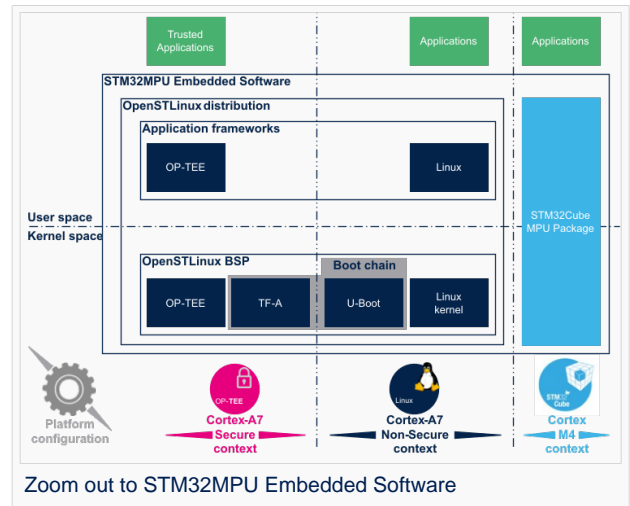 Trusted
Applications
Applications
Applications
STM32MPU Embedded Software
OpenSTLinux distribution
Application frameworks
OP-TEE
Linux
User space
Kernel space
STM32Cube
MPU Package
OpenSTLinux BSP
Boot chain
OP-TEE
TF-A
U-Boot
Linux
kernel
Platform
configuration
OP-TEE
Cortex-A7
Secure
context
Linux
Cortex-A7
Non-Secure
context
STM32
Cube
Cortex
M4
context
Zoom out to STM32MPU Embedded Software